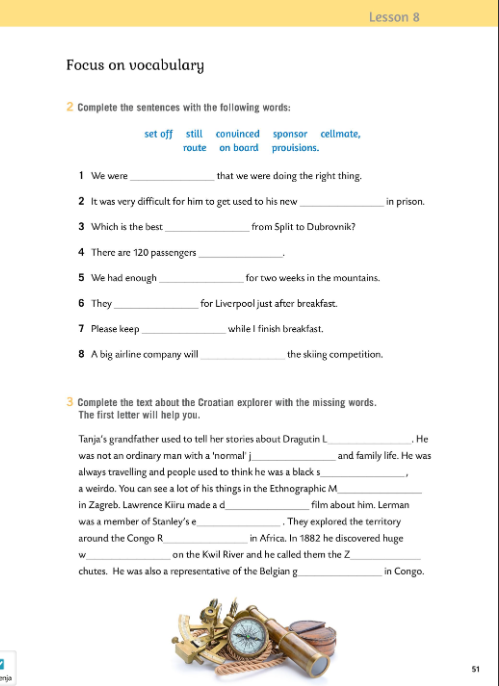 Lesson 8
Focus on vocabulary
2 Complete the sentences with the following words:
set off still convinced sponsor cellmate,
route on board provisions.
1 We were ________________ that we were doing the right thing.
2 It was very difficult for him to get used to his new ________________ in prison.
3 Which is the best ________________ from Split to Dubrovnik?
4 There are 120 passengers ________________.
5 We had enough ________________ for two weeks in the mountains.
6 They ________________ for Liverpool just after breakfast.
7 Please keep ________________ while I finish breakfast.
8 A big airline company will ________________ the skiing competition.
3 Complete the text about the Croatian explorer with the missing words.
The first letter will help you.
Tanja's grandfather used to tell her stories about Dragutin L________________. He
was not an ordinary man with a 'normal' j________________ and family life. He was
always travelling and people used to think he was a black s________________,
a weirdo. You can see a lot of his things in the Ethnographic M________________
in Zagreb. Lawrence Kiiru made a d________________ film about him. Lerman
was a member of Stanley's e________________. They explored the territory
around the Congo R________________ in Africa. In 1882 he discovered huge
w________________ on the Kwil River and he called them the Z________________
chutes. He was also a representative of the Belgian g________________ in Congo.
enja
51